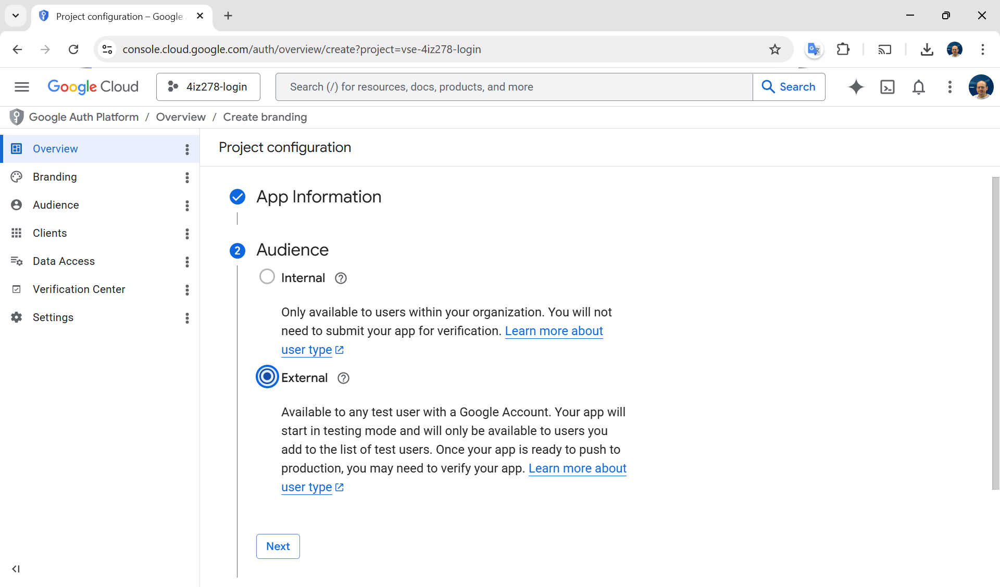 Project configuration – Google
console.cloud.google.com/auth/overview/create?project=vse-4iz278-login
Google Cloud
4iz278-login
Search (/) for resources, docs, products, and more
Search
Google Auth Platform / Overview / Create branding
Overview
Branding
Audience
Clients
Data Access
Verification Center
Settings
Project configuration
App Information
2 Audience
Internal
Only available to users within your organization. You will not
need to submit your app for verification. Learn more about
user type
External
Available to any test user with a Google Account. Your app will
start in testing mode and will only be available to users you
add to the list of test users. Once your app is ready to push to
production, you may need to verify your app. Learn more about
user type
Next